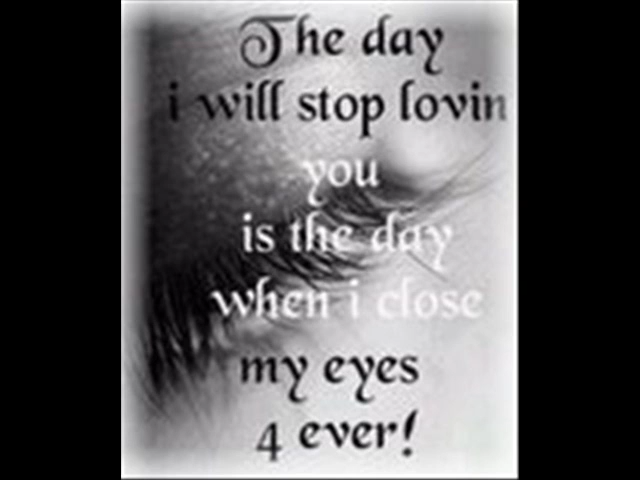 The day
i will stop lovin
you
is the day
when i close
my eyes
4 ever!